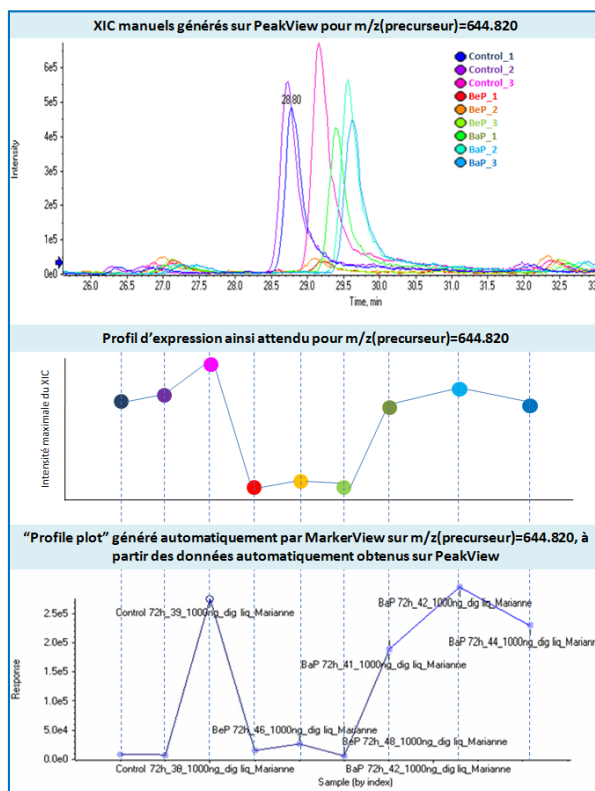 XIC manuels générés sur PeakView pour m/z(precurseur)=644.820
Intensity
7e5
6e5
5e5
4e5
3e5
2e5
1e5
0e0
28.80
Control_1
Control_2
Control_3
BeP_1
BeP_2
BeP_3
BaP_1
BaP_2
BaP_3
26.0 26.5 27.0 27.5 28.0 28.5 29.0 29.5 30.0 30.5 31.0 31.5 32.0 32.5 33
Time, min
Profil d'expression ainsi attendu pour m/z(precurseur)=644.820
Intensité maximale du XIC
"Profile plot" généré automatiquement par MarkerView sur m/z(precurseur)=644.820, à
partir des données automatiquement obtenus sur PeakView
Response
2.5e5
2.0e5
1.5e5
1.0e5
5.0e4
0.0e0
BaP 72h_42_1000ng_dig liq_Marianne
Control 72h_39_1000ng_dig liq_Marianne
BaP 72h_44_1000ng_dig liq_Marianne
BaP 72h_41_1000ng_dig liq_Marianne
BeP 72h_46_1000ng_dig liq_Marianne
BeP 72h_48_1000ng_dig liq_Marianne
Control 72h_38_1000ng_dig liq_Marianne
BaP 72h_42_1000ng_dig liq_Marianne
Sample (by index)